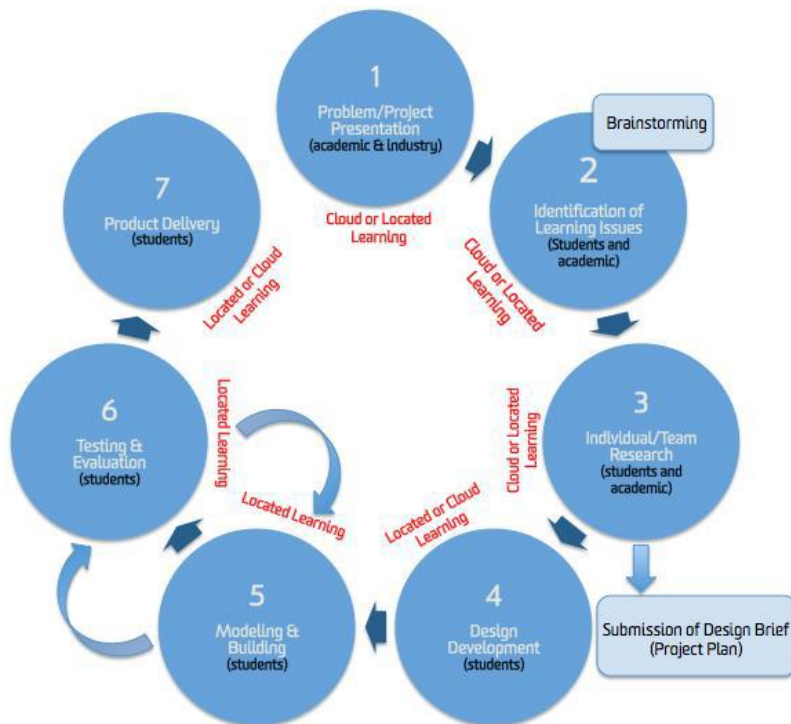 1
Problem/Project
Presentation
(academic & industry)
Cloud or Located
Learning
Brainstorming
2
Identification of
Learning Issues
(Students and
academic)
Cloud or Located
Learning
3
Individual/Team
Research
(students and
academic)
Cloud or Located
Learning
Submission of Design Brief
(Project Plan)
4
Design
Development
(students)
Located or Cloud
Learning
5
Modeling &
Building
(students)
Located Learning
6
Testing &
Evaluation
(students)
Located Learning
7
Product Delivery
(students)
Located or Cloud
Learning